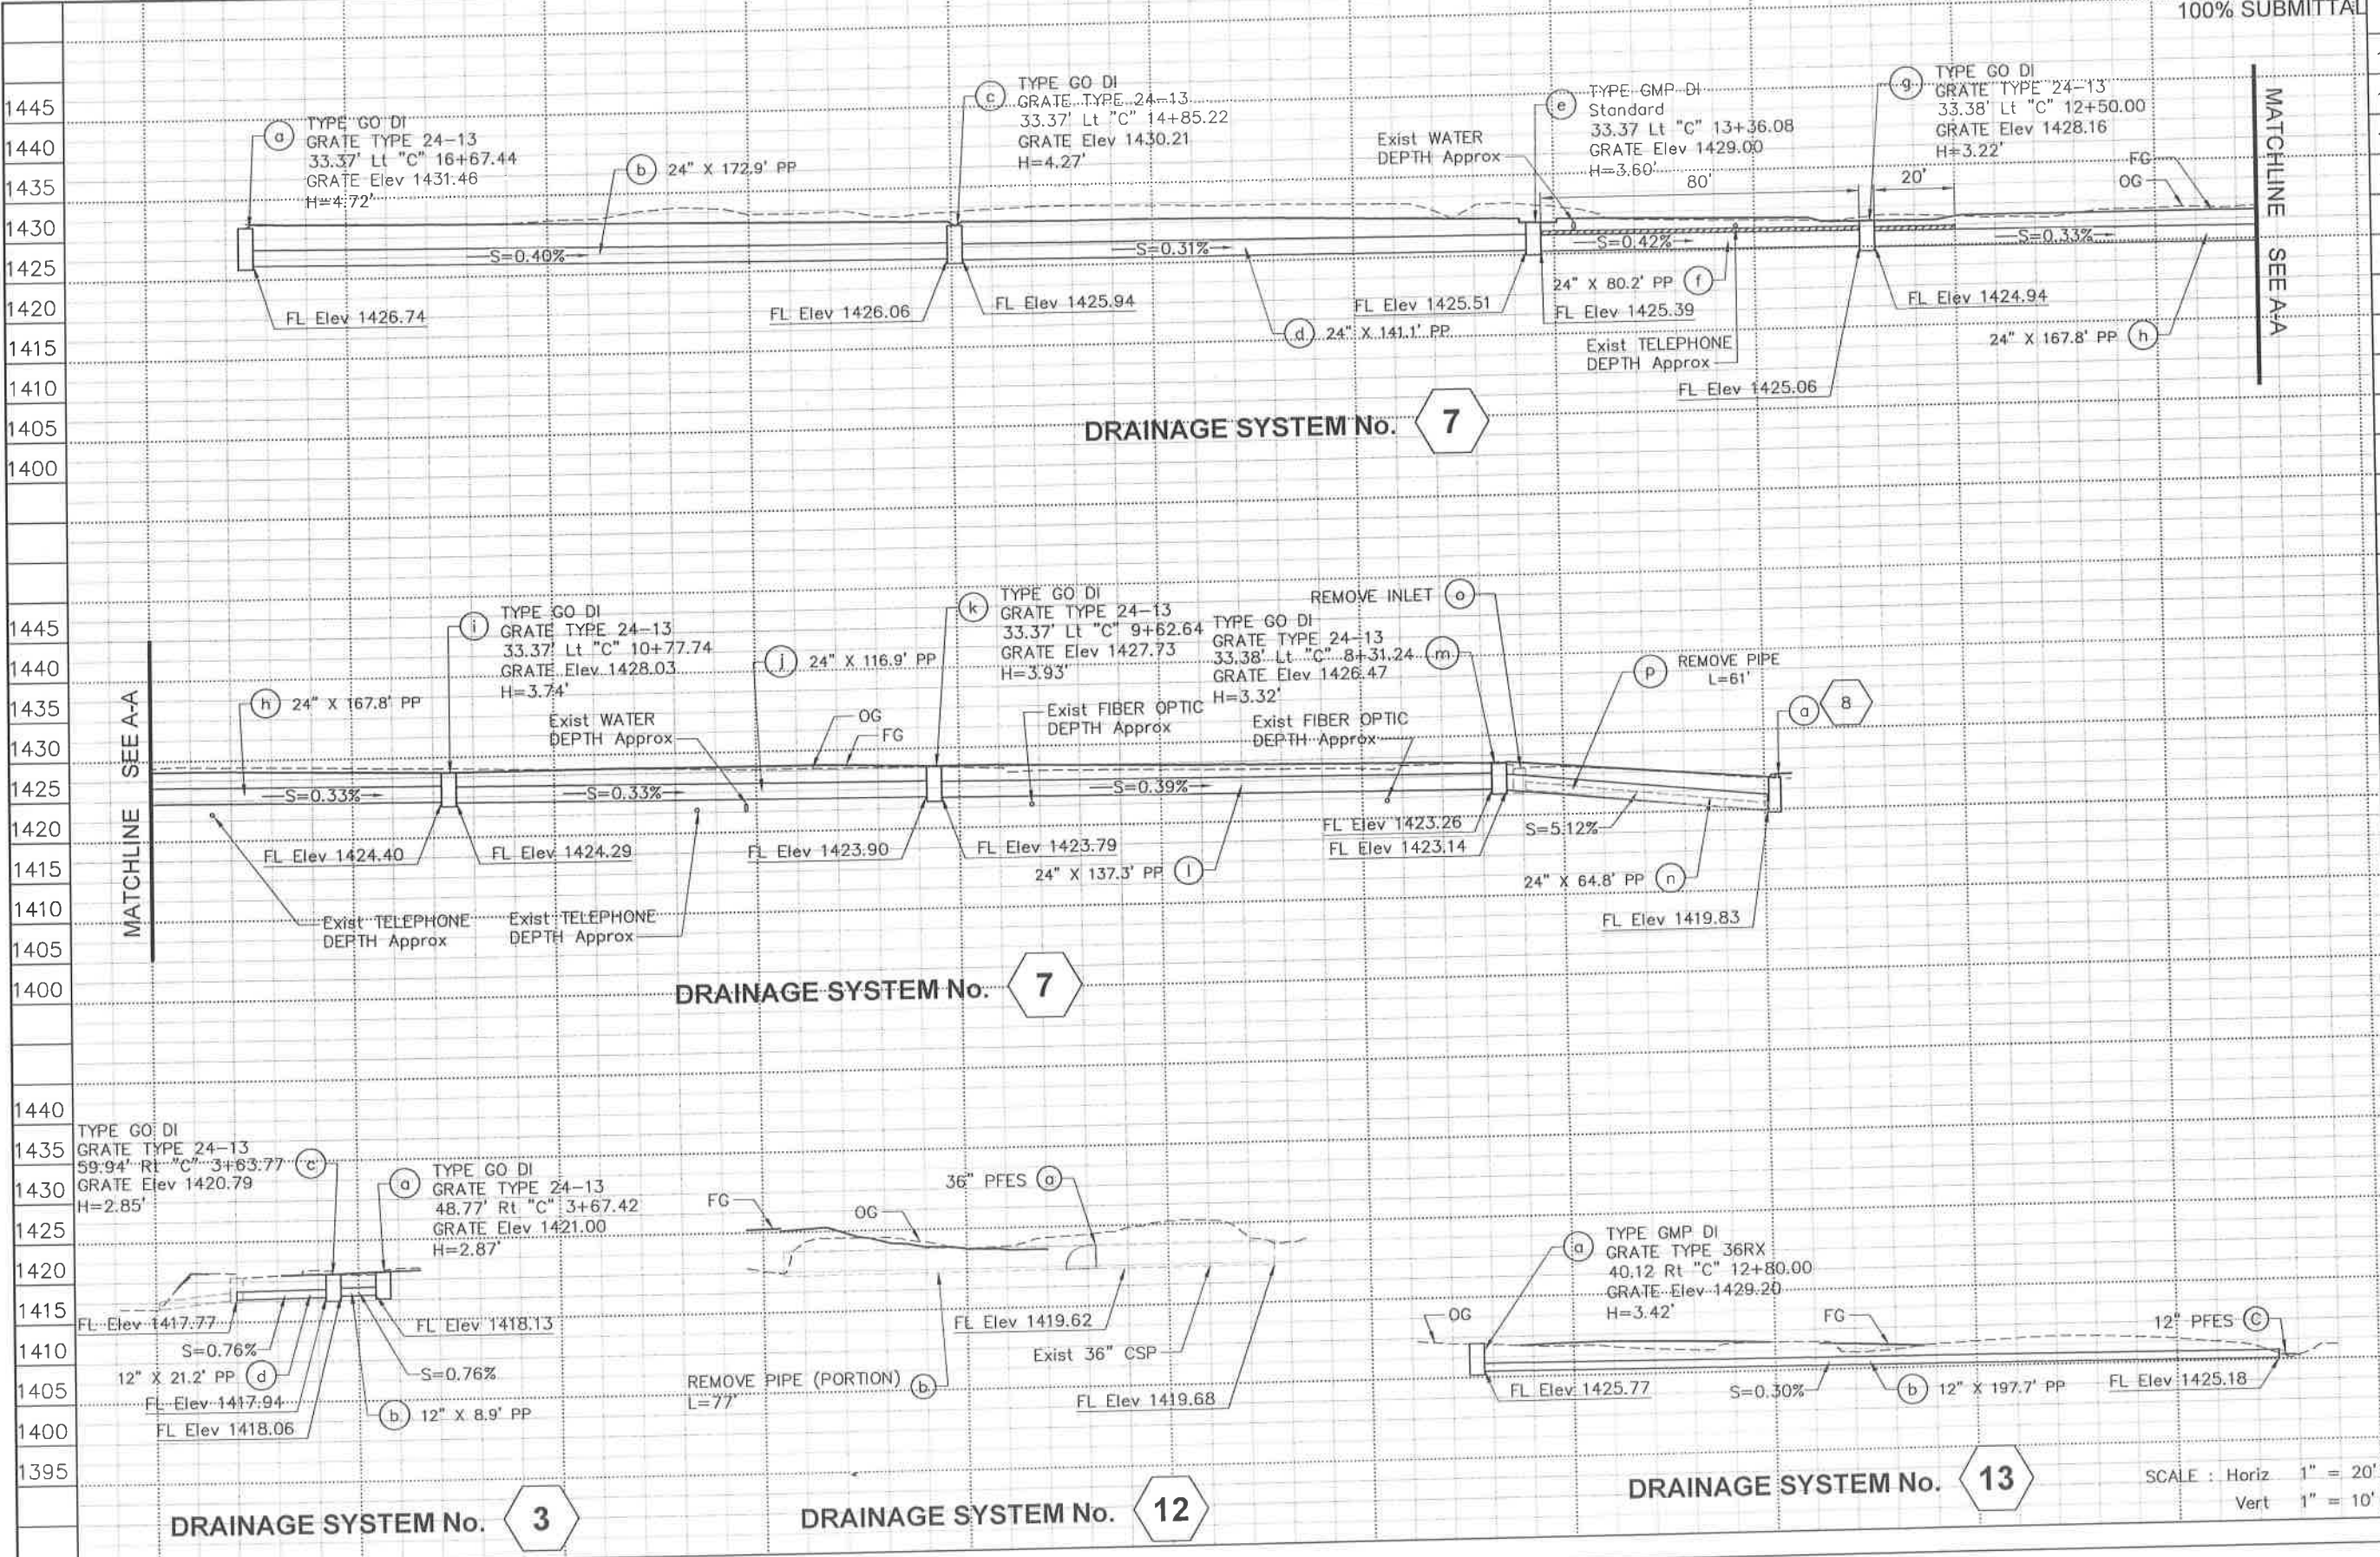 100% SUBMITTAL
1445
1440
1435
1430
1425
1420
1415
1410
1405
1400
a
TYPE GO DI
GRATE TYPE 24-13
33.37' Lt "C" 16+67.44
GRATE Elev 1431.46
H=4.72'
b 24" X 172.9' PP
c
TYPE GO DI
GRATE TYPE 24-13
33.37' Lt "C" 14+85.22
GRATE Elev 1430.21
H=4.27'
Exist WATER
DEPTH Approx
e
TYPE GMP DI
Standard
33.37 Lt "C" 13+36.08
GRATE Elev 1429.00
H=3.60'
80'
g
TYPE GO DI
GRATE TYPE 24-13
33.38' Lt "C" 12+50.00
GRATE Elev 1428.16
H=3.22'
20'
FG
OG
MATCHLINE SEE A-A
S=0.40%
S=0.31%
S=0.42%
S=0.33%
FL Elev 1426.74
FL Elev 1426.06
FL Elev 1425.94
d 24" X 141.1' PP
FL Elev 1425.51
24" X 80.2' PP f
FL Elev 1425.39
Exist TELEPHONE
DEPTH Approx
FL Elev 1425.06
FL Elev 1424.94
24" X 167.8' PP h
DRAINAGE SYSTEM No. 7
1445
1440
1435
1430
1425
1420
1415
1410
1405
1400
MATCHLINE SEE A-A
h 24" X 167.8' PP
i
TYPE GO DI
GRATE TYPE 24-13
33.37' Lt "C" 10+77.74
GRATE Elev 1428.03
H=3.74'
Exist WATER
DEPTH Approx
j 24" X 116.9' PP
OG
FG
k
TYPE GO DI
GRATE TYPE 24-13
33.37' Lt "C" 9+62.64
GRATE Elev 1427.73
H=3.93'
Exist FIBER OPTIC
DEPTH Approx
TYPE GO DI
GRATE TYPE 24-13
33.38' Lt "C" 8+31.24 m
GRATE Elev 1426.47
H=3.32'
Exist FIBER OPTIC
DEPTH Approx
REMOVE INLET o
p REMOVE PIPE
L=61'
a 8
S=0.33%
S=0.33%
S=0.39%
S=5.12%
FL Elev 1424.40
FL Elev 1424.29
FL Elev 1423.90
FL Elev 1423.79
24" X 137.3' PP l
FL Elev 1423.26
FL Elev 1423.14
24" X 64.8' PP n
FL Elev 1419.83
Exist TELEPHONE
DEPTH Approx
Exist TELEPHONE
DEPTH Approx
DRAINAGE SYSTEM No. 7
1440
1435
1430
1425
1420
1415
1410
1405
1400
1395
TYPE GO DI
GRATE TYPE 24-13
59.94' Rt "C" 3+63.77 c
GRATE Elev 1420.79
H=2.85'
a
TYPE GO DI
GRATE TYPE 24-13
48.77' Rt "C" 3+67.42
GRATE Elev 1421.00
H=2.87'
FL Elev 1417.77
FL Elev 1418.13
S=0.76%
12" X 21.2' PP d
S=0.76%
FL Elev 1417.94
b 12" X 8.9' PP
FL Elev 1418.06
DRAINAGE SYSTEM No. 3
FG
OG
36" PFES a
FL Elev 1419.62
Exist 36" CSP
REMOVE PIPE (PORTION) b
L=77'
FL Elev 1419.68
DRAINAGE SYSTEM No. 12
OG
a
TYPE GMP DI
GRATE TYPE 36RX
40.12 Rt "C" 12+80.00
GRATE Elev 1429.20
H=3.42'
FG
12" PFES C
FL Elev 1425.77
S=0.30%
b 12" X 197.7' PP
FL Elev 1425.18
DRAINAGE SYSTEM No. 13
SCALE : Horiz 1" = 20'
Vert 1" = 10'